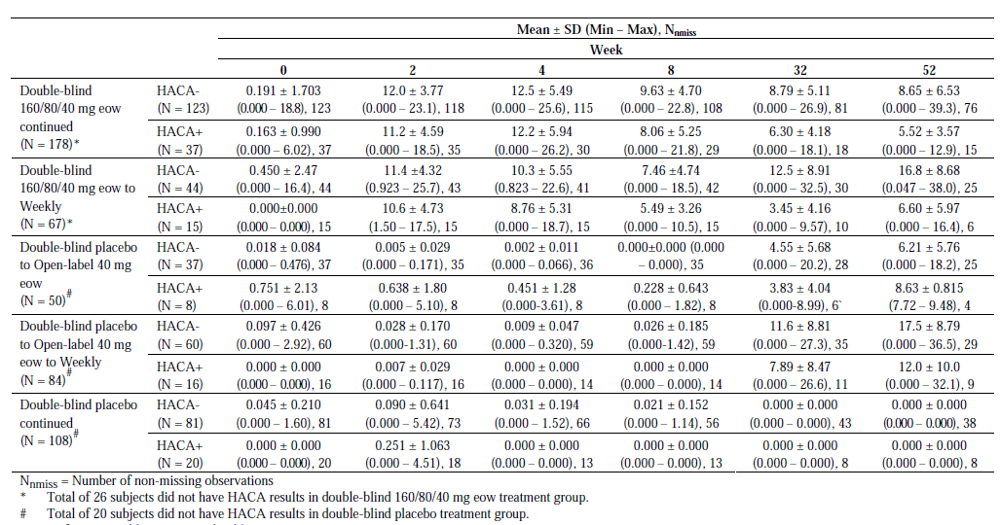 Mean ± SD (Min – Max), Nnmiss
Week
0 2 4 8 32 52
Double-blind 160/80/40 mg eow continued (N = 178)*
HACA- (N = 123)
0.191 ± 1.703 12.0 ± 3.77 12.5 ± 5.49 9.63 ± 4.70 8.79 ± 5.11 8.65 ± 6.53
(0.000 - 18.8), 123 (0.000 – 23.1), 118 (0.000 – 25.6), 115 (0.000 – 22.8), 108 (0.000 – 26.9), 81 (0.000 – 39.3), 76
HACA+ (N = 37)
0.163 ± 0.990 11.2 ± 4.59 12.2 ± 5.94 8.06 ± 5.25 6.30 ± 4.18 5.52 ± 3.57
(0.000 – 6.02), 37 (0.000 – 18.5), 35 (0.000 – 26.2), 30 (0.000 – 21.8), 29 (0.000 – 18.1), 18 (0.000 – 12.9), 15
Double-blind 160/80/40 mg eow to Weekly (N = 67)*
HACA- (N = 44)
0.450 ± 2.47 11.4 ±4.32 10.3 ± 5.55 7.46 ±4.74 12.5 ± 8.91 16.8 ± 8.68
(0.000 – 16.4), 44 (0.923 – 25.7), 43 (0.823 – 22.6), 41 (0.000 – 18.5), 42 (0.000 – 32.5), 30 (0.047 – 38.0), 25
HACA+ (N = 15)
0.000±0.000 10.6 ± 4.73 8.76 ± 5.31 5.49 ± 3.26 3.45 ± 4.16 6.60 ± 5.97
(0.000 – 0.000), 15 (1.50 – 17.5), 15 (0.000 – 18.7), 15 (0.000 – 10.5), 15 (0.000 – 9.57), 10 (0.000 – 16.4), 6
Double-blind placebo to Open-label 40 mg eow (N = 50)#
HACA- (N = 37)
0.018 ± 0.084 0.005 ± 0.029 0.002 ± 0.011 0.000±0.000 (0.000 4.55 ± 5.68 6.21 ± 5.76
(0.000 – 0.476), 37 (0.000 – 0.171), 35 (0.000 – 0.066), 36 – 0.000), 35 (0.000 – 20.2), 28 (0.000 – 18.2), 25
HACA+ (N = 8)
0.751 ± 2.13 0.638 ± 1.80 0.451 ± 1.28 0.228 ± 0.643 3.83 ± 4.04 8.63 ± 0.815
(0.000 – 6.01), 8 (0.000 – 5.10), 8 (0.000-3.61), 8 (0.000 – 1.82), 8 (0.000-8.99), 6` (7.72 – 9.48), 4
Double-blind placebo to Open-label 40 mg eow to Weekly (N = 84)#
HACA- (N = 60)
0.097 ± 0.426 0.028 ± 0.170 0.009 ± 0.047 0.026 ± 0.185 11.6 ± 8.81 17.5 ± 8.79
(0.000 – 2.92), 60 (0.000-1.31), 60 (0.000 – 0.320), 59 (0.000-1.42), 59 (0.000 – 27.3), 35 (0.000 – 36.5), 29
HACA+ (N = 16)
0.000 ± 0.000 0.007 ± 0.029 0.000 ± 0.000 0.000 ± 0.000 7.89 ± 8.47 12.0 ± 10.0
(0.000 – 0.000), 16 (0.000 – 0.117), 16 (0.000 – 0.000), 14 (0.000 – 0.000), 14 (0.000 – 26.6), 11 (0.000 – 32.1), 9
Double-blind placebo continued (N = 108)#
HACA- (N = 81)
0.045 ± 0.210 0.090 ± 0.641 0.031 ± 0.194 0.021 ± 0.152 0.000 ± 0.000 0.000 ± 0.000
(0.000 – 1.60), 81 (0.000 – 5.42), 73 (0.000 – 1.52), 66 (0.000 – 1.14), 56 (0.000 – 0.000), 43 (0.000 – 0.000), 38
HACA+ (N = 20)
0.000 ± 0.000 0.251 ± 1.063 0.000 ± 0.000 0.000 ± 0.000 0.000 ± 0.000 0.000 ± 0.000
(0.000 – 0.000), 20 (0.000 – 4.51), 18 (0.000 – 0.000), 13 (0.000 – 0.000), 13 (0.000 – 0.000), 8 (0.000 – 0.000), 8
Nnmiss = Number of non-missing observations
* Total of 26 subjects did not have HACA results in double-blind 160/80/40 mg eow treatment group.
# Total of 20 subjects did not have HACA results in double-blind placebo treatment group.